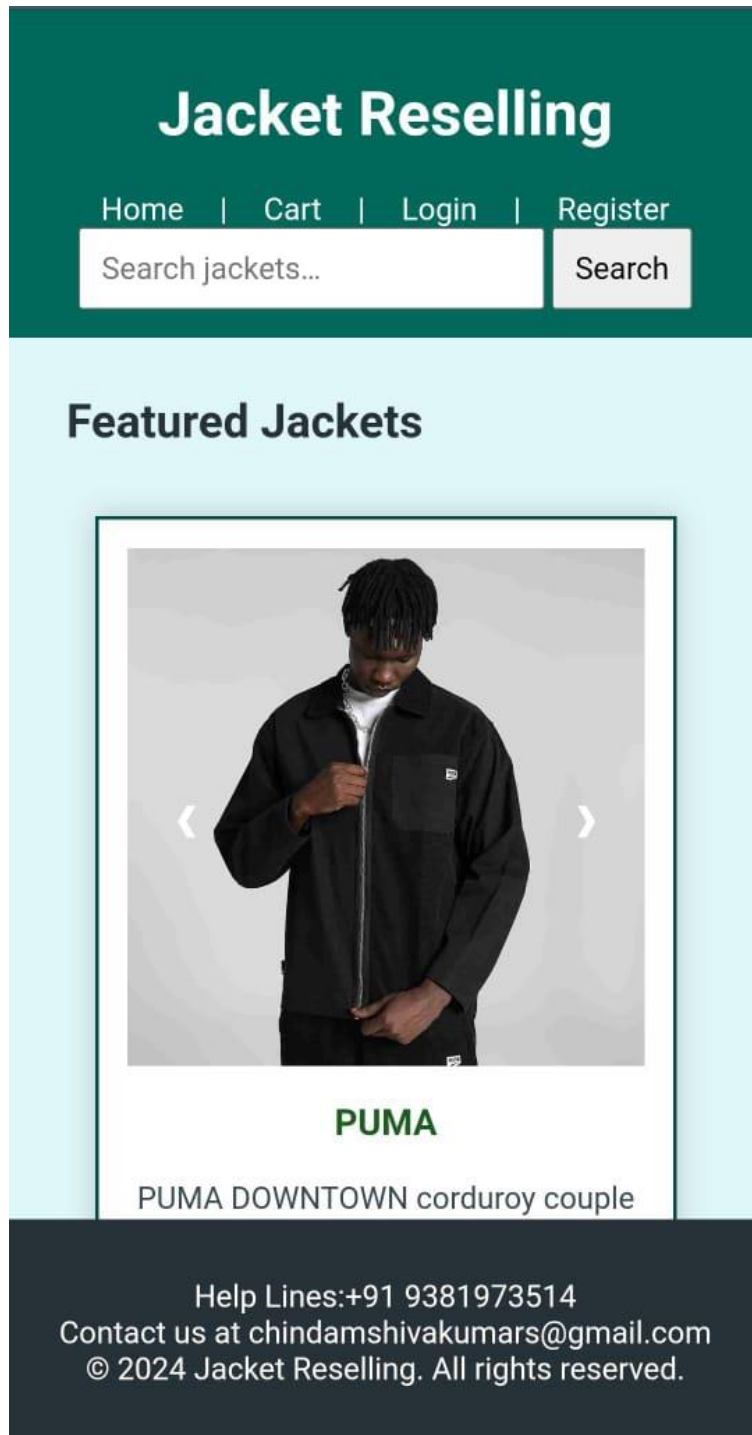 Jacket Reselling
Home | Cart | Login | Register
Search jackets... Search
Featured Jackets
❮ ❯
PUMA
PUMA DOWNTOWN corduroy couple
Help Lines:+91 9381973514
Contact us at chindamshivakumars@gmail.com
© 2024 Jacket Reselling. All rights reserved.